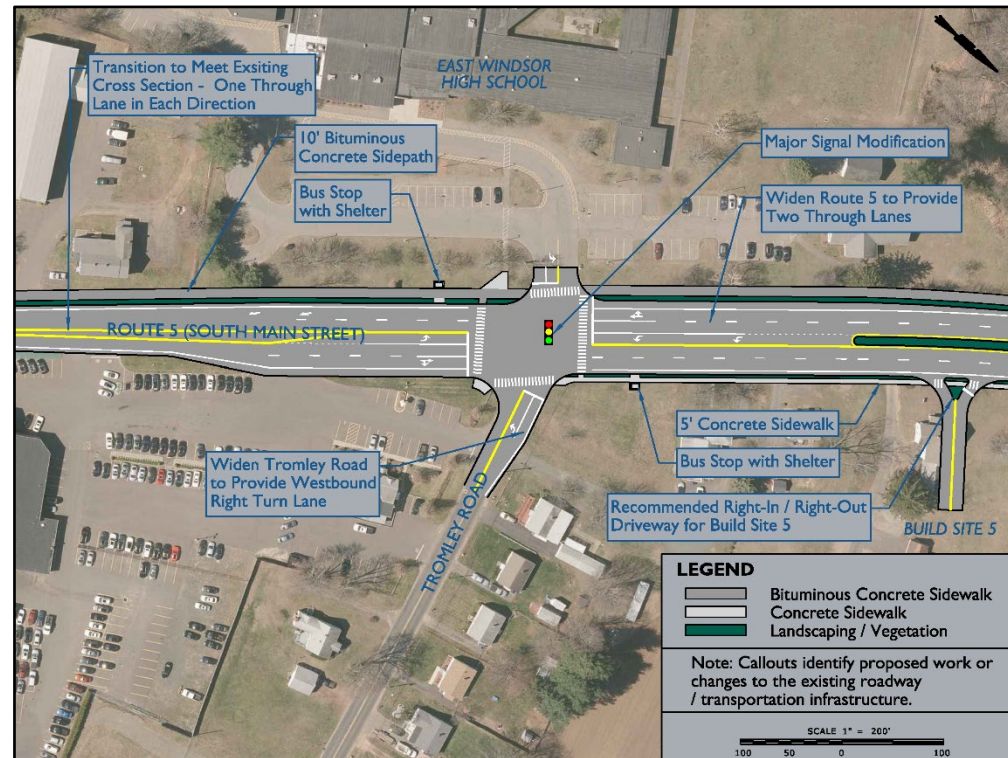 EAST WINDSOR
HIGH SCHOOL
Transition to Meet Exsiting
Cross Section - One Through
Lane in Each Direction
10' Bituminous
Concrete Sidepath
Bus Stop
with Shelter
Major Signal Modification
Widen Route 5 to Provide
Two Through Lanes
ROUTE 5 (SOUTH MAIN STREET)
Widen Tromley Road
to Provide Westbound
Right Turn Lane
TROMLEY ROAD
5' Concrete Sidewalk
Bus Stop with Shelter
Recommended Right-In / Right-Out
Driveway for Build Site 5
BUILD SITE 5
LEGEND
Bituminous Concrete Sidewalk
Concrete Sidewalk
Landscaping / Vegetation
Note: Callouts identify proposed work or
changes to the existing roadway
/ transportation infrastructure.
SCALE 1" = 200'
100 50 0 100